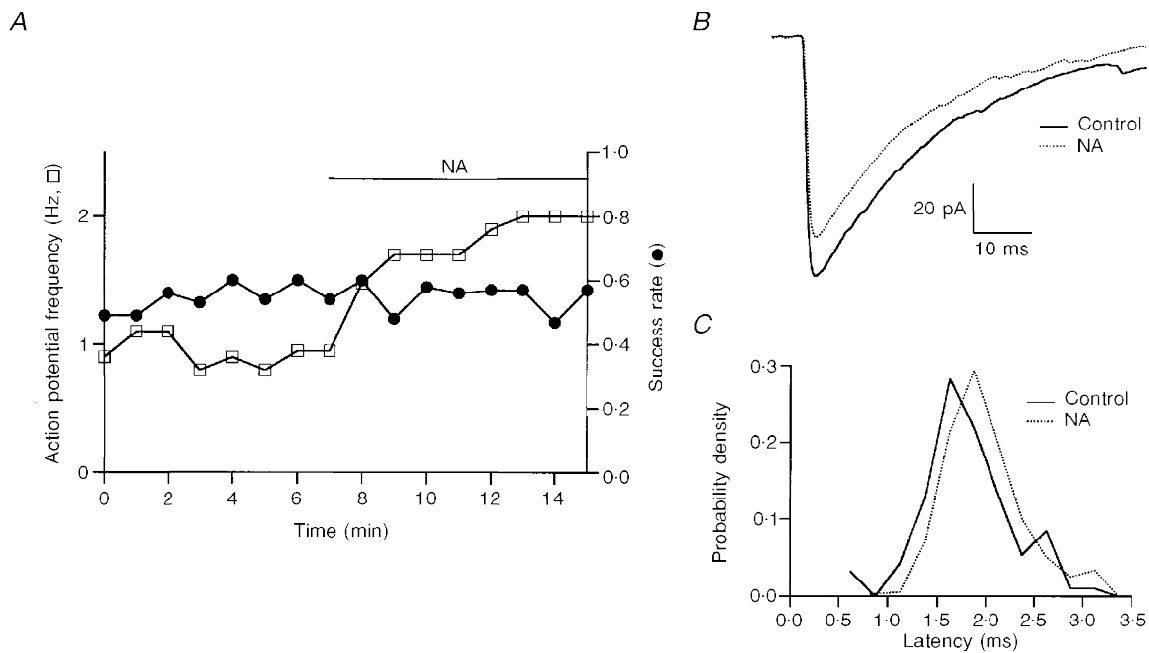 A
Action potential frequency (Hz, □)
2
1
0
NA
1·0
0·8
0·6
0·4
0·2
0·0
Success rate (●)
0 2 4 6 8 10 12 14
Time (min)
B
Control
NA
20 pA
10 ms
C
Probability density
0·3
0·2
0·1
0·0
Control
NA
0·0 0·5 1·0 1·5 2·0 2·5 3·0 3·5
Latency (ms)